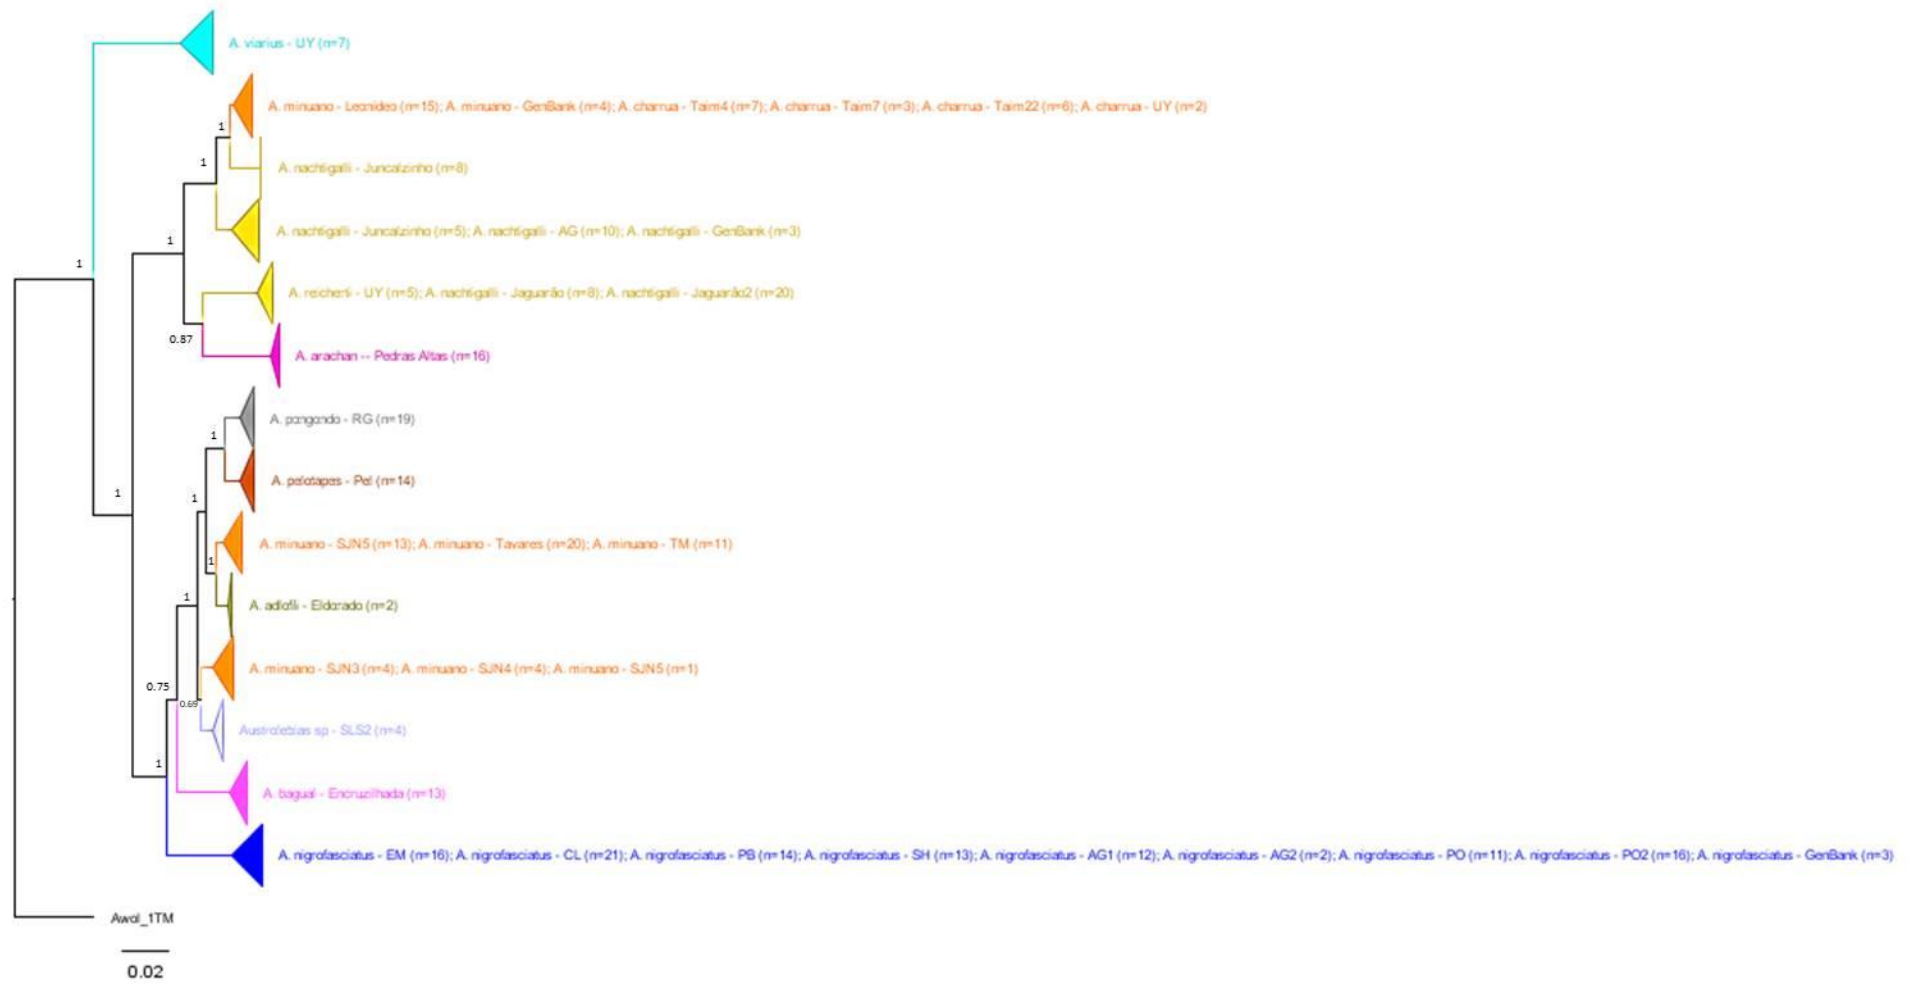 A. viarius - UY (n=7)
A. minuano - Leonídeo (n=15); A. minuano - GenBank (n=4); A. charrua - Taim4 (n=7); A. charrua - Taim7 (n=3); A. charrua - Taim22 (n=6); A. charrua - UY (n=2)
1
1
A. nachtigalli - Juncalzinho (n=8)
A. nachtigalli - Juncalzinho (n=5); A. nachtigalli - AG (n=10); A. nachtigalli - GenBank (n=3)
1
1
A. reicherti - UY (n=5); A. nachtigalli - Jaguarão (n=8); A. nachtigalli - Jaguarão2 (n=20)
0.87
A. arachan -- Pedras Altas (n=16)
A. pongondo - RG (n=19)
1
A. pelotapes - Pel (n=14)
1
1
A. minuano - SJN5 (n=13); A. minuano - Tavares (n=20); A. minuano - TM (n=11)
1
1
A. adlofi - Eldorado (n=2)
A. minuano - SJN3 (n=4); A. minuano - SJN4 (n=4); A. minuano - SJN5 (n=1)
0.75
0.69
Austrolebias sp - SLS2 (n=4)
1
A. bagual - Encruzilhada (n=13)
A. nigrofasciatus - EM (n=16); A. nigrofasciatus - CL (n=21); A. nigrofasciatus - PB (n=14); A. nigrofasciatus - SH (n=13); A. nigrofasciatus - AG1 (n=12); A. nigrofasciatus - AG2 (n=2); A. nigrofasciatus - PO (n=11); A. nigrofasciatus - PO2 (n=16); A. nigrofasciatus - GenBank (n=3)
Awol_1TM
0.02